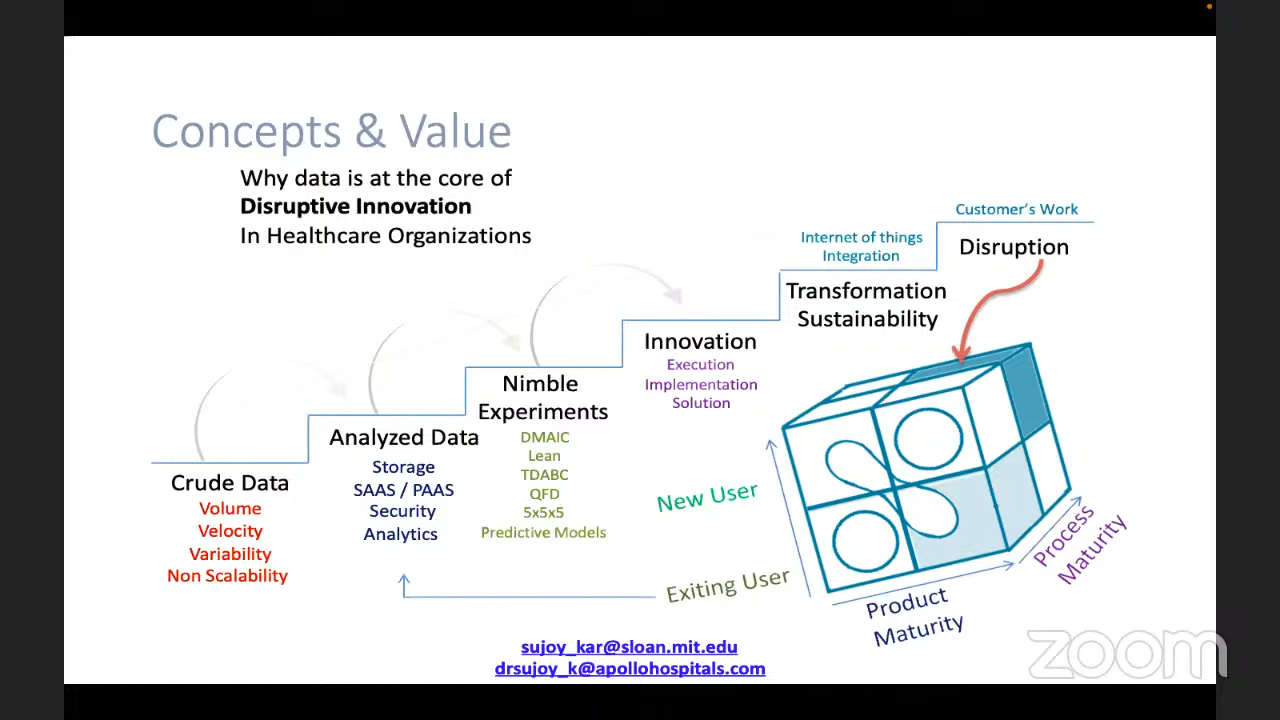 Concepts & Value
Why data is at the core of
Disruptive Innovation
In Healthcare Organizations
Crude Data
Volume
Velocity
Variability
Non Scalability
Analyzed Data
Storage
SAAS / PAAS
Security
Analytics
Nimble
Experiments
DMAIC
Lean
TDABC
QFD
5x5x5
Predictive Models
Innovation
Execution
Implementation
Solution
Internet of things
Integration
Transformation
Sustainability
Customer's Work
Disruption
New User
Exiting User
Product
Maturity
Process
Maturity
sujoy_kar@sloan.mit.edu
drsujoy_k@apollohospitals.com
zoom